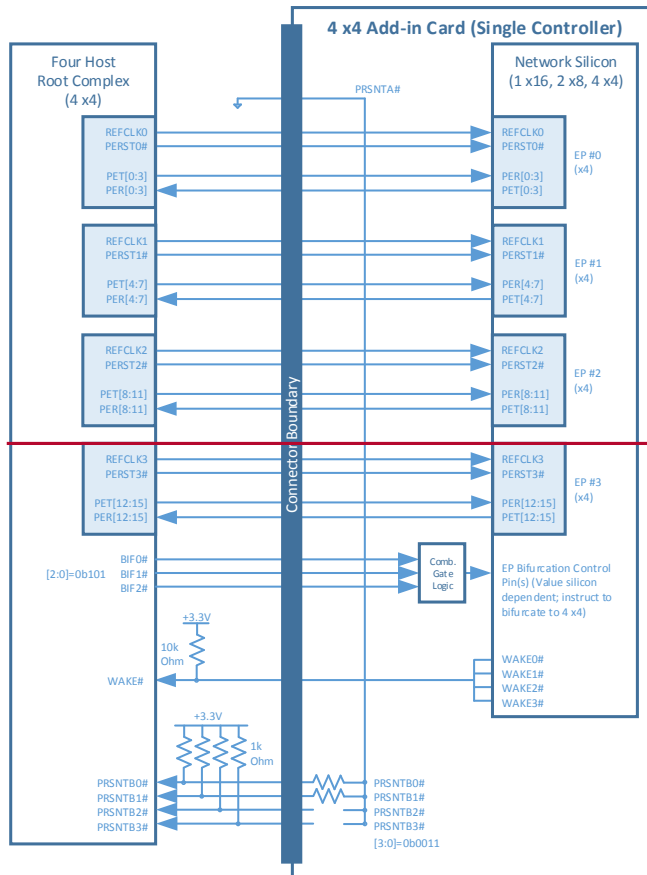 4 x4 Add-in Card (Single Controller)
Four Host
Root Complex
(4 x4)
Network Silicon
(1 x16, 2 x8, 4 x4)
PRSNTA#
REFCLK0
PERST0#
PET[0:3]
PER[0:3]
REFCLK0
PERST0#
PER[0:3]
PET[0:3]
EP #0
(x4)
REFCLK1
PERST1#
PET[4:7]
PER[4:7]
REFCLK1
PERST1#
PER[4:7]
PET[4:7]
EP #1
(x4)
REFCLK2
PERST2#
PET[8:11]
PER[8:11]
REFCLK2
PERST2#
PER[8:11]
PET[8:11]
EP #2
(x4)
Connector Boundary
REFCLK3
PERST3#
PET[12:15]
PER[12:15]
REFCLK3
PERST3#
PER[12:15]
PET[12:15]
EP #3
(x4)
[2:0]=0b101
BIF0#
BIF1#
BIF2#
Comb.
Gate
Logic
EP Bifurcation Control
Pin(s) (Value silicon
dependent; instruct to
bifurcate to 4 x4)
+3.3V
10k
Ohm
WAKE#
WAKE0#
WAKE1#
WAKE2#
WAKE3#
+3.3V
1k
Ohm
PRSNTB0#
PRSNTB1#
PRSNTB2#
PRSNTB3#
PRSNTB0#
PRSNTB1#
PRSNTB2#
PRSNTB3#
[3:0]=0b0011